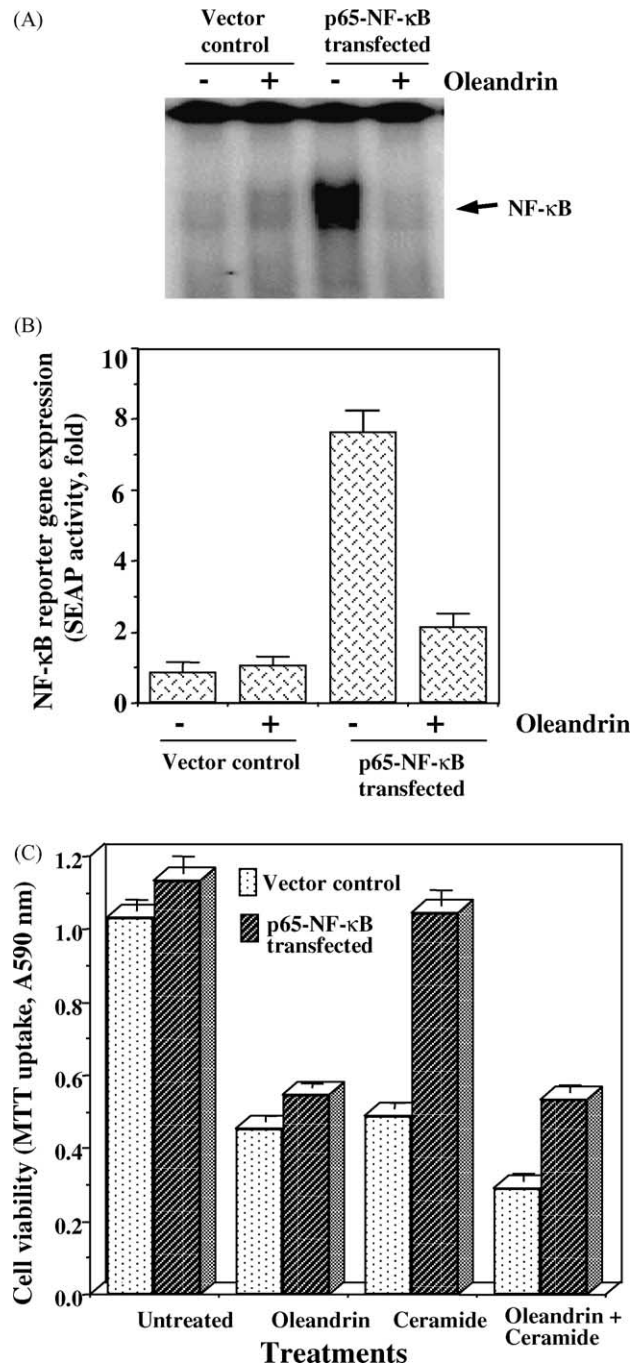 (A)
Vector control
p65-NF-κB transfected
- + - + Oleandrin
NF-κB
(B)
NF-κB reporter gene expression
(SEAP activity, fold)
10
8
6
4
2
0
- + - + Oleandrin
Vector control
p65-NF-κB transfected
(C)
Cell viability (MTT uptake, A590 nm)
1.2
1.0
0.8
0.6
0.4
0.2
0.0
Vector control
p65-NF-κB
transfected
Untreated Oleandrin Ceramide Oleandrin +
Ceramide
Treatments